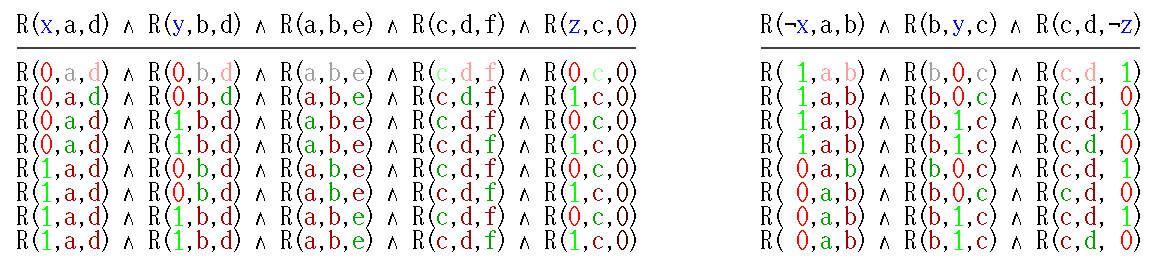 R(x,a,d) ∧ R(y,b,d) ∧ R(a,b,e) ∧ R(c,d,f) ∧ R(z,c,0)
R(0,a,d) ∧ R(0,b,d) ∧ R(a,b,e) ∧ R(c,d,f) ∧ R(0,c,0)
R(0,a,d) ∧ R(0,b,d) ∧ R(a,b,e) ∧ R(c,d,f) ∧ R(1,c,0)
R(0,a,d) ∧ R(1,b,d) ∧ R(a,b,e) ∧ R(c,d,f) ∧ R(0,c,0)
R(0,a,d) ∧ R(1,b,d) ∧ R(a,b,e) ∧ R(c,d,f) ∧ R(1,c,0)
R(1,a,d) ∧ R(0,b,d) ∧ R(a,b,e) ∧ R(c,d,f) ∧ R(0,c,0)
R(1,a,d) ∧ R(0,b,d) ∧ R(a,b,e) ∧ R(c,d,f) ∧ R(1,c,0)
R(1,a,d) ∧ R(1,b,d) ∧ R(a,b,e) ∧ R(c,d,f) ∧ R(0,c,0)
R(1,a,d) ∧ R(1,b,d) ∧ R(a,b,e) ∧ R(c,d,f) ∧ R(1,c,0)
R(¬x,a,b) ∧ R(b,y,c) ∧ R(c,d,¬z)
R( 1,a,b) ∧ R(b,0,c) ∧ R(c,d, 1)
R( 1,a,b) ∧ R(b,0,c) ∧ R(c,d, 0)
R( 1,a,b) ∧ R(b,1,c) ∧ R(c,d, 1)
R( 1,a,b) ∧ R(b,1,c) ∧ R(c,d, 0)
R( 0,a,b) ∧ R(b,0,c) ∧ R(c,d, 1)
R( 0,a,b) ∧ R(b,0,c) ∧ R(c,d, 0)
R( 0,a,b) ∧ R(b,1,c) ∧ R(c,d, 1)
R( 0,a,b) ∧ R(b,1,c) ∧ R(c,d, 0)